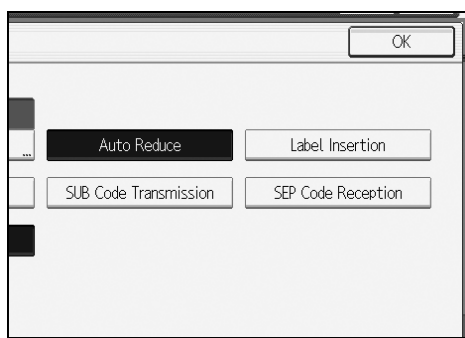 OK
... Auto Reduce Label Insertion
SUB Code Transmission SEP Code Reception